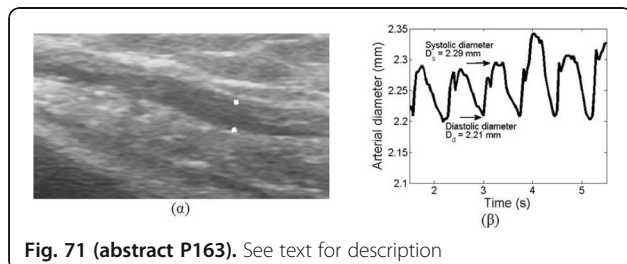 (α)
Arterial diameter (mm)
2.35
2.3
2.25
2.2
2.15
2.1
Systolic diameter
D_s = 2.29 mm
Diastolic diameter
D_d = 2.21 mm
2 3 4 5
Time (s)
(β)
Fig. 71 (abstract P163). See text for description